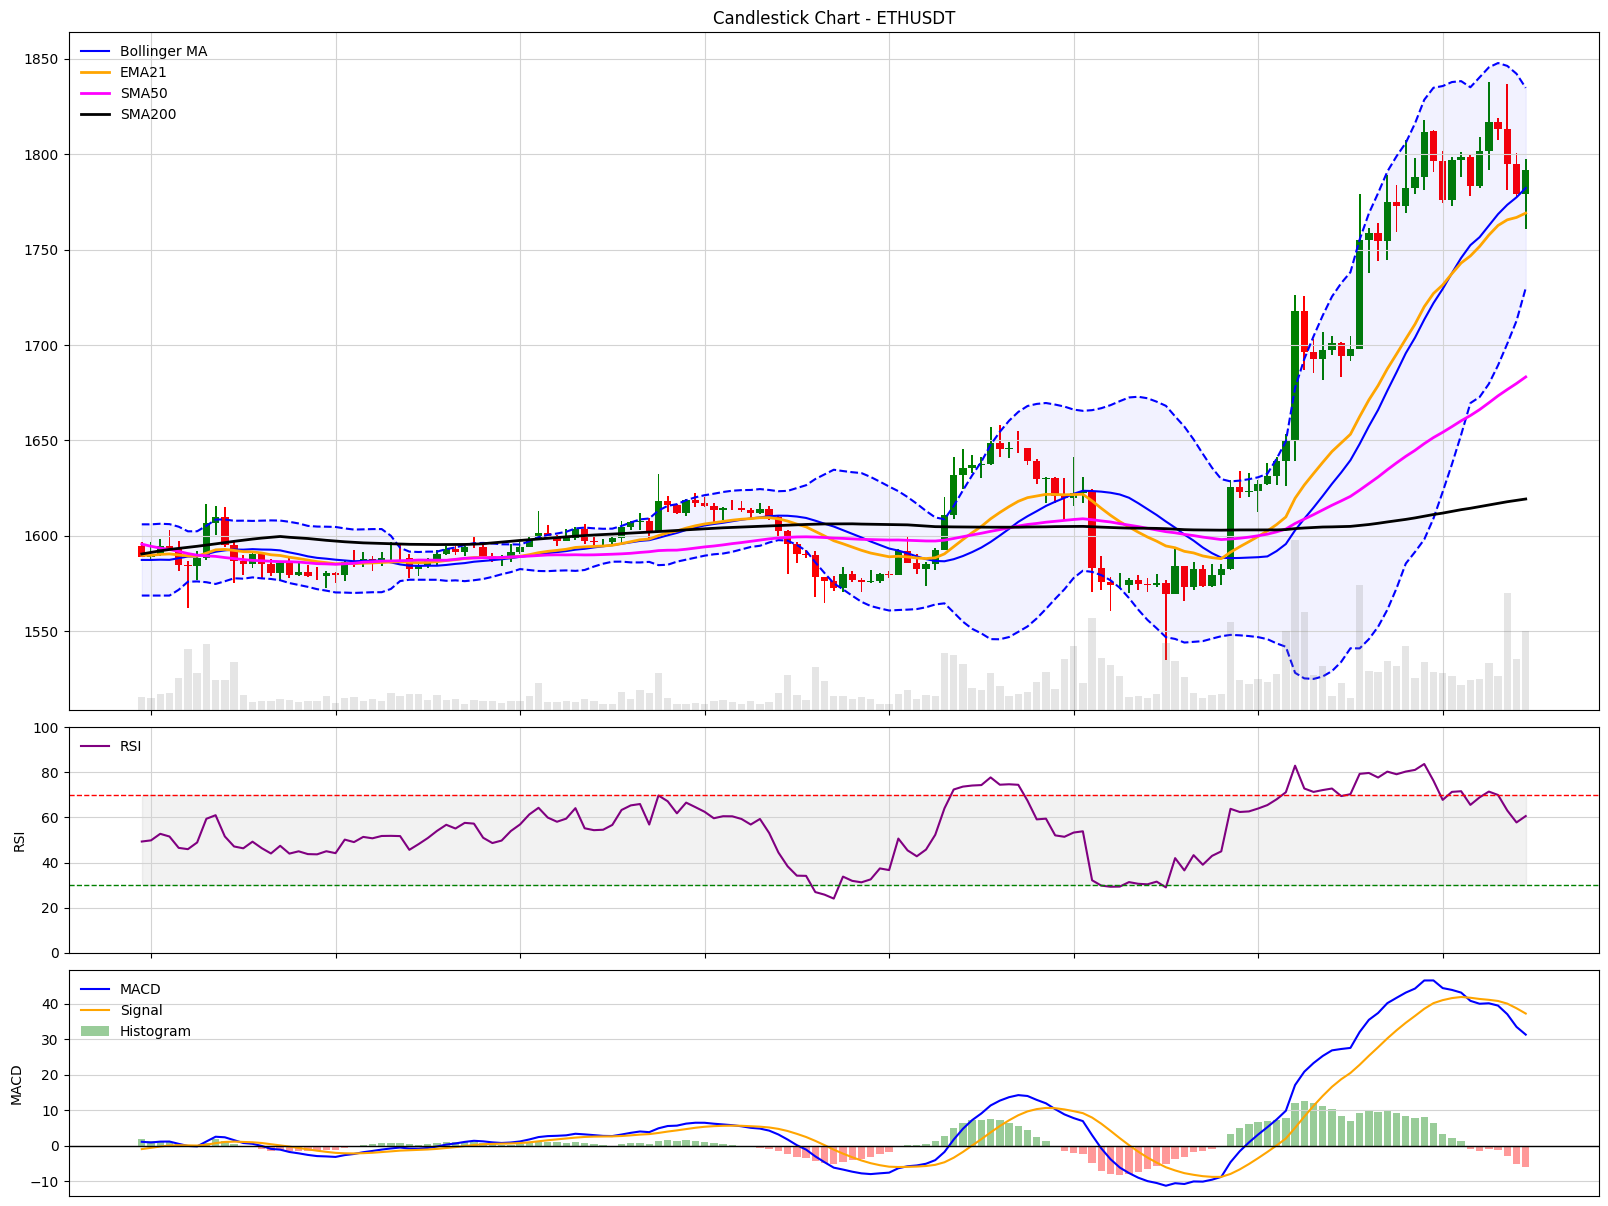 Candlestick Chart - ETHUSDT
Bollinger MA
EMA21
SMA50
SMA200
1850
1800
1750
1700
1650
1600
1550
RSI
100
80
60
40
20
0
RSI
MACD
Signal
Histogram
40
30
20
10
0
−10
MACD